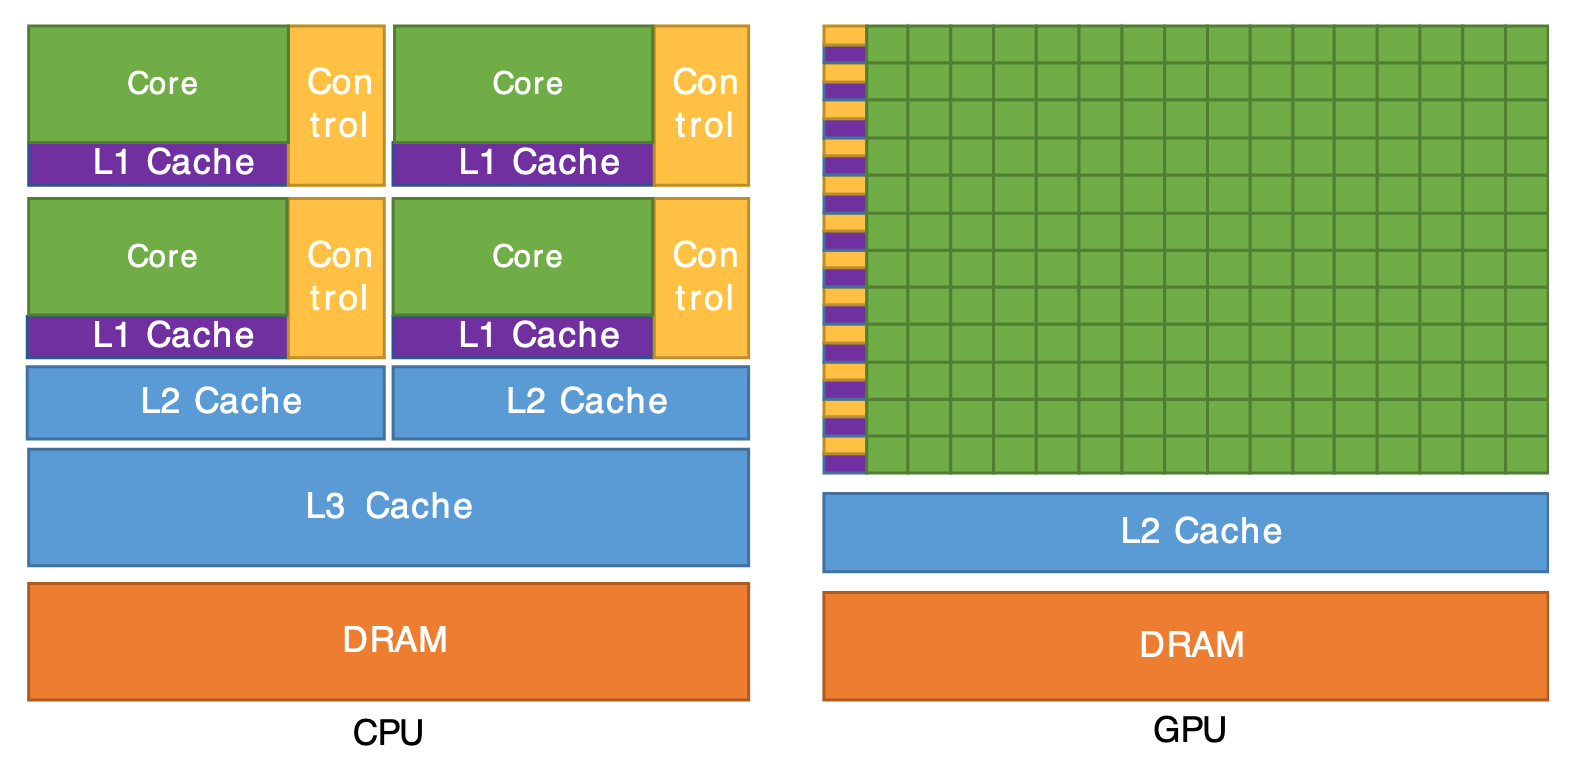 Core
Con
trol
L1 Cache
Core
Con
trol
L1 Cache
Core
Con
trol
L1 Cache
Core
Con
trol
L1 Cache
L2 Cache
L2 Cache
L3 Cache
DRAM
CPU
L2 Cache
DRAM
GPU